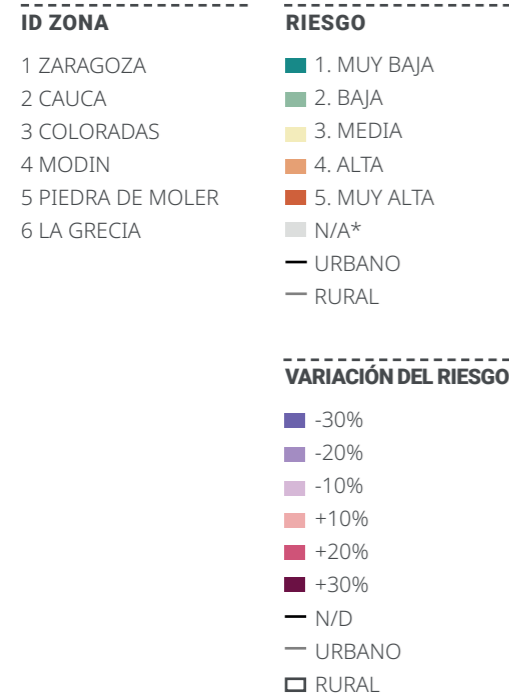 ID ZONA
1 ZARAGOZA
2 CAUCA
3 COLORADAS
4 MODIN
5 PIEDRA DE MOLER
6 LA GRECIA
RIESGO
1. MUY BAJA
2. BAJA
3. MEDIA
4. ALTA
5. MUY ALTA
N/A*
URBANO
RURAL
VARIACIÓN DEL RIESGO
-30%
-20%
-10%
+10%
+20%
+30%
N/D
URBANO
RURAL